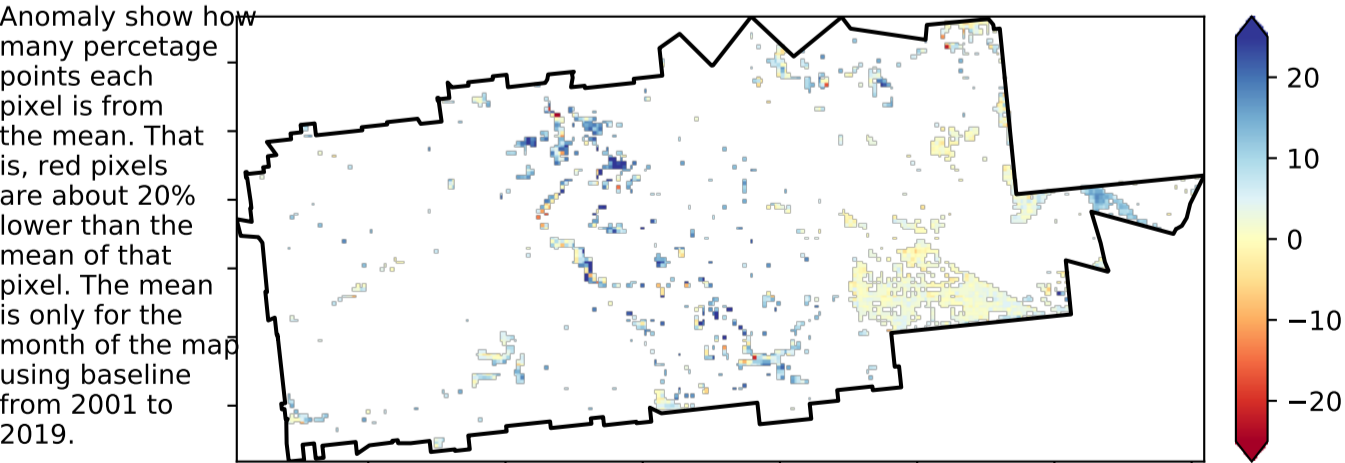 Anomaly show how
many percetage
points each
pixel is from
the mean. That
is, red pixels
are about 20%
lower than the
mean of that
pixel. The mean
is only for the
month of the map
using baseline
from 2001 to
2019.
20
10
0
−10
−20